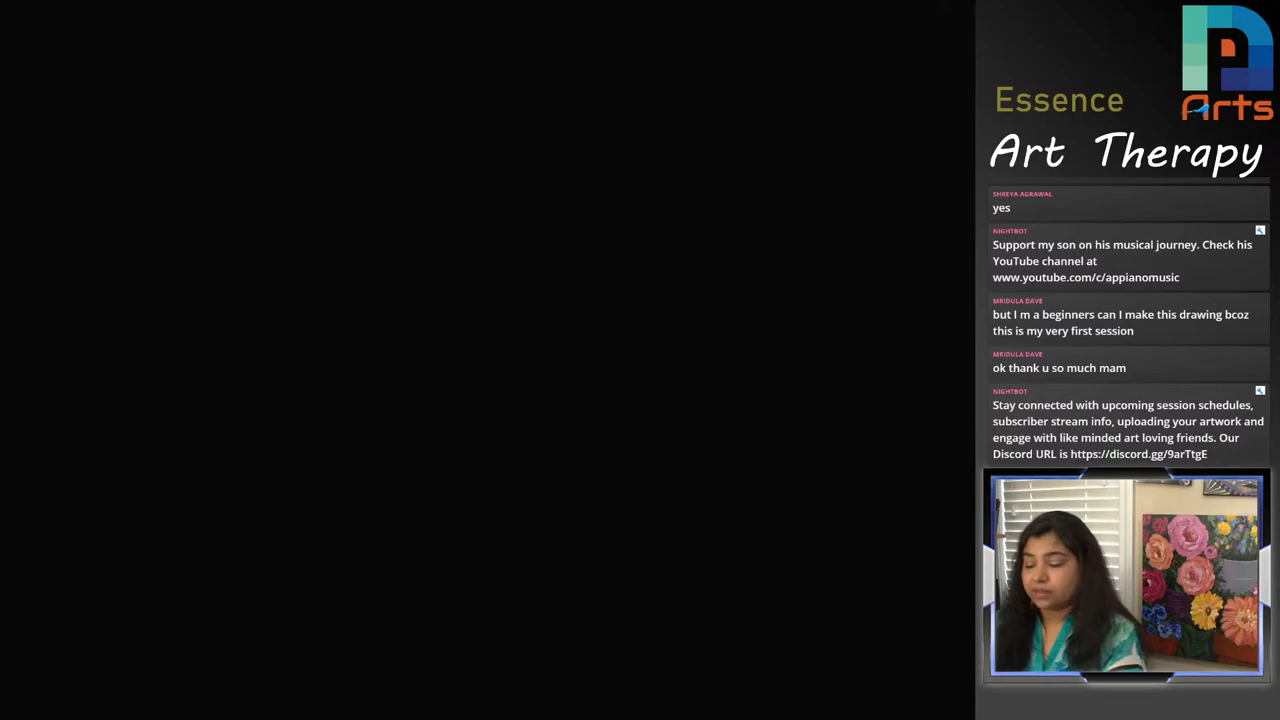 Essence
Arts
Art Therapy
SHREYA AGRAWAL
yes
NIGHTBOT
Support my son on his musical journey. Check his
YouTube channel at
www.youtube.com/c/appianomusic
MRIDULA DAVE
but I m a beginners can I make this drawing bcoz
this is my very first session
MRIDULA DAVE
ok thank u so much mam
NIGHTBOT
Stay connected with upcoming session schedules,
subscriber stream info, uploading your artwork and
engage with like minded art loving friends. Our
Discord URL is https://discord.gg/9arTtgE